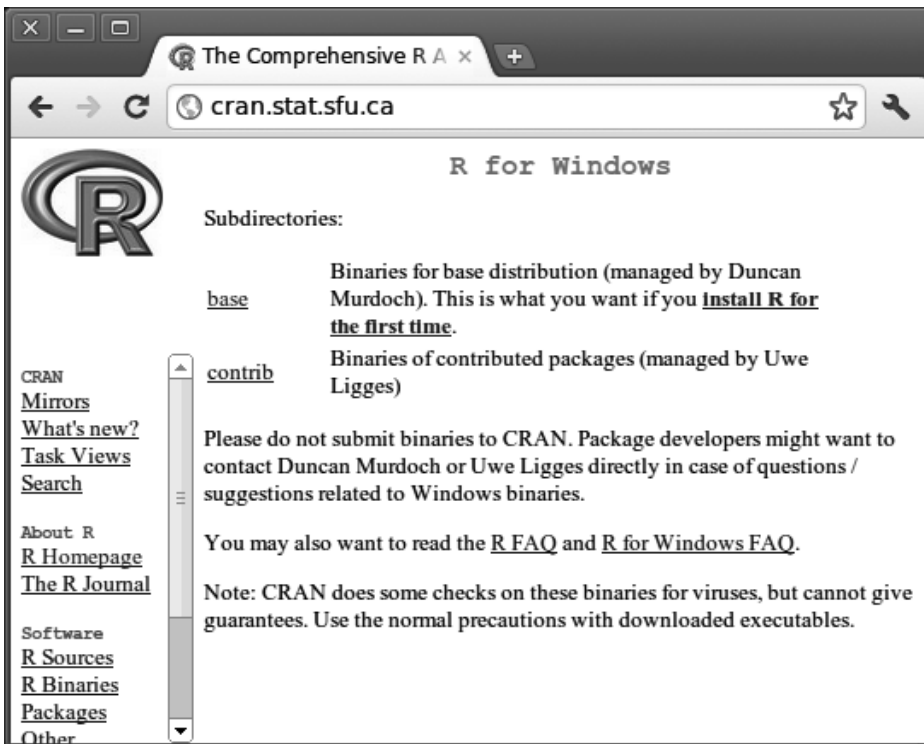 The Comprehensive R A
cran.stat.sfu.ca
R
CRAN
Mirrors
What's new?
Task Views
Search
About R
R Homepage
The R Journal
Software
R Sources
R Binaries
Packages
Other
R for Windows
Subdirectories:
base
Binaries for base distribution (managed by Duncan
Murdoch). This is what you want if you install R for
the first time.
contrib
Binaries of contributed packages (managed by Uwe
Ligges)
Please do not submit binaries to CRAN. Package developers might want to
contact Duncan Murdoch or Uwe Ligges directly in case of questions /
suggestions related to Windows binaries.
You may also want to read the R FAQ and R for Windows FAQ.
Note: CRAN does some checks on these binaries for viruses, but cannot give
guarantees. Use the normal precautions with downloaded executables.